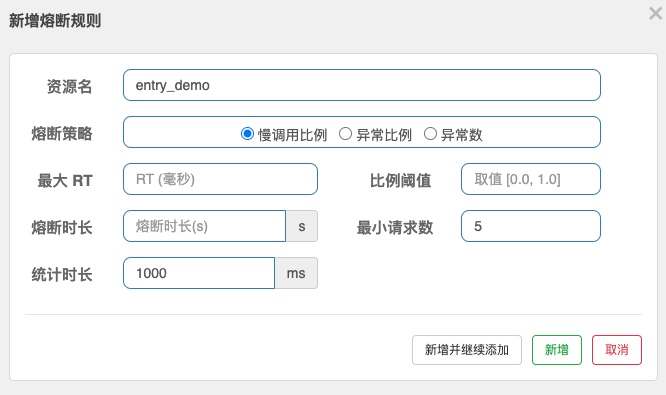 新增熔断规则
资源名 entry_demo
熔断策略 慢调用比例 异常比例 异常数
最大 RT RT (毫秒) 比例阈值 取值 [0.0, 1.0]
熔断时长 熔断时长(s) s 最小请求数 5
统计时长 1000 ms
新增并继续添加 新增 取消